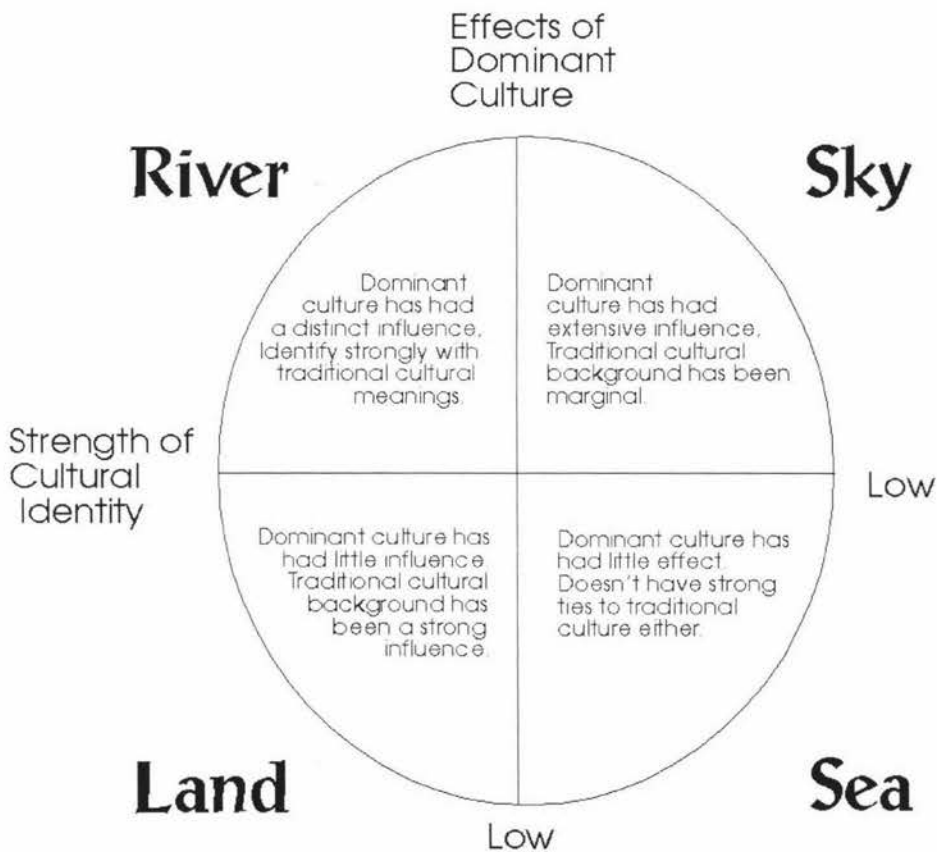 Effects of
Dominant
Culture
River
Sky
Dominant
culture has had
a distinct influence.
Identify strongly with
traditional cultural
meanings.
Dominant
culture has had
extensive influence.
Traditional cultural
background has been
marginal.
Strength of
Cultural
Identity
Low
Dominant culture has
had little influence
Traditional cultural
background has
been a strong
influence.
Dominant culture has
had little effect.
Doesn't have strong
ties to traditional
culture either.
Land
Sea
Low